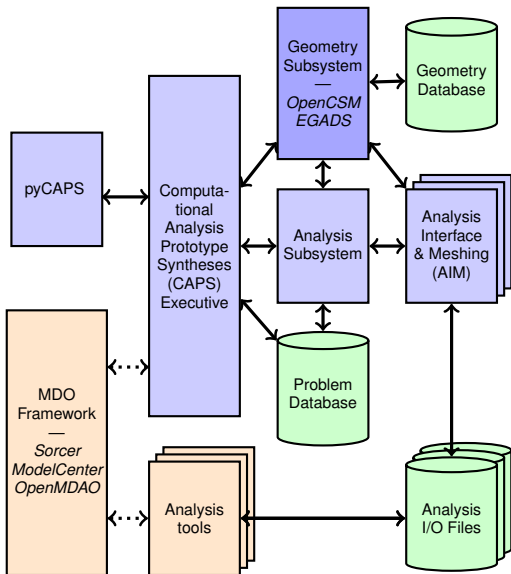 Geometry
Subsystem
—
OpenCSM
EGADS
Geometry
Database
pyCAPS
Computa-
tional
Analysis
Prototype
Syntheses
(CAPS)
Executive
Analysis
Subsystem
Analysis
Interface
& Meshing
(AIM)
Problem
Database
MDO
Framework
—
Sorcer
ModelCenter
OpenMDAO
Analysis
tools
Analysis
I/O Files